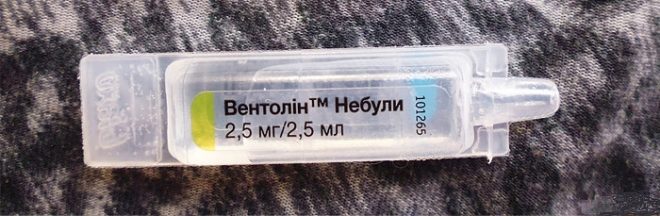 Вентолін™ Небули
2,5 мг/2,5 мл
101265